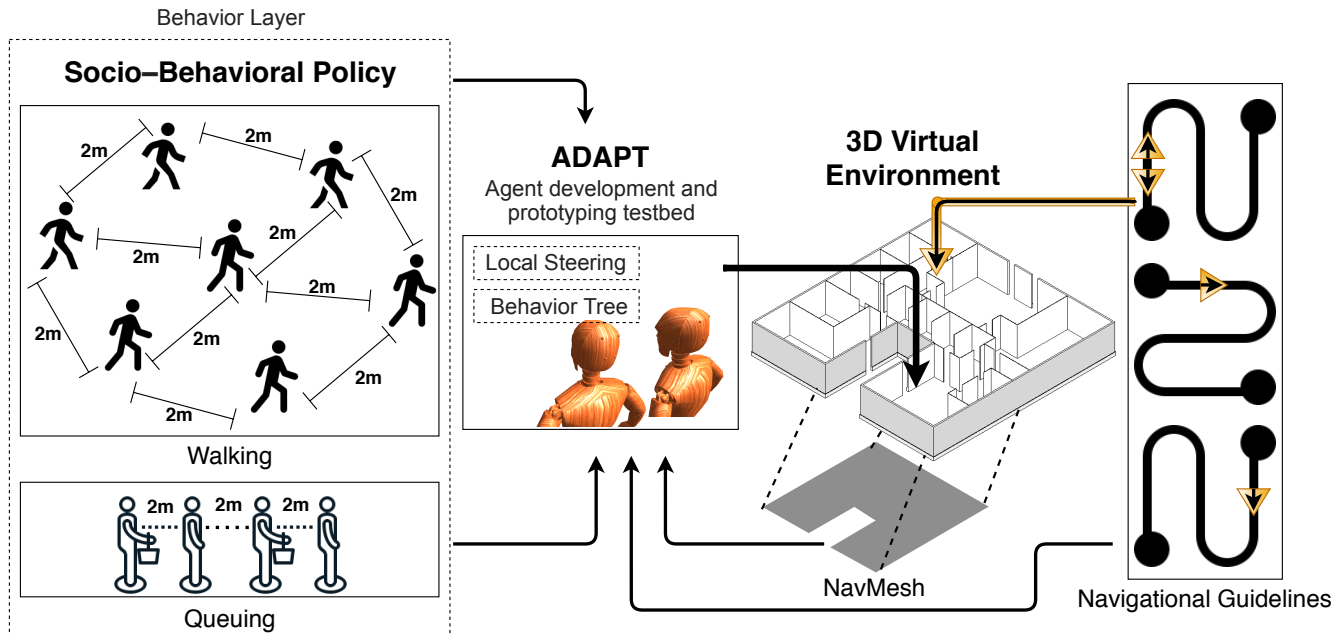 Behavior Layer
Socio–Behavioral Policy
2m
2m
2m
2m
2m
2m
2m
2m
2m
2m
2m
Walking
2m
2m
2m
Queuing
ADAPT
Agent development and
prototyping testbed
Local Steering
Behavior Tree
3D Virtual
Environment
NavMesh
Navigational Guidelines